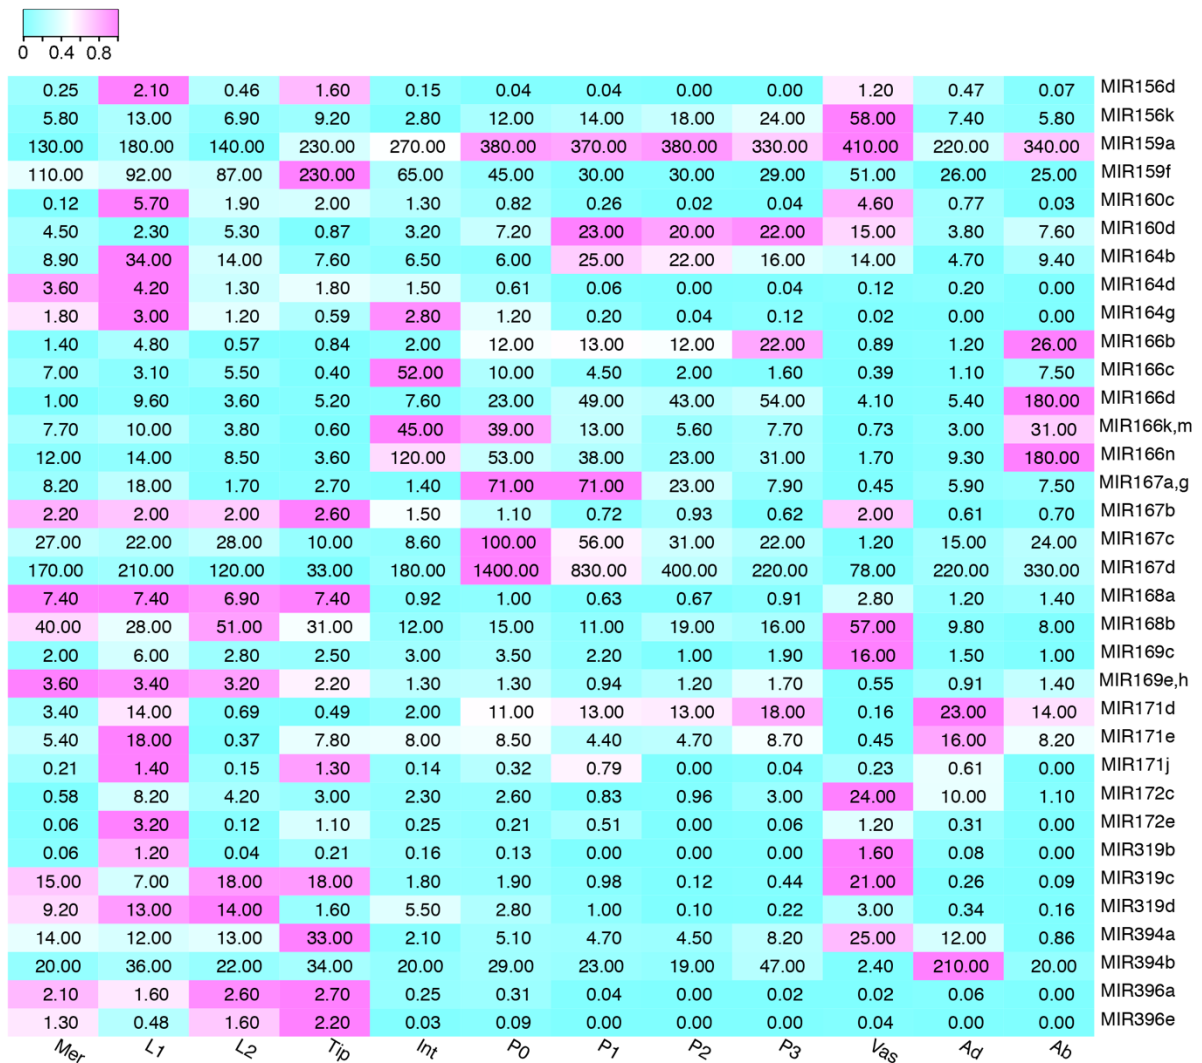 0 0.4 0.8
0.25 2.10 0.46 1.60 0.15 0.04 0.04 0.00 0.00 1.20 0.47 0.07 MIR156d
5.80 13.00 6.90 9.20 2.80 12.00 14.00 18.00 24.00 58.00 7.40 5.80 MIR156k
130.00 180.00 140.00 230.00 270.00 380.00 370.00 380.00 330.00 410.00 220.00 340.00 MIR159a
110.00 92.00 87.00 230.00 65.00 45.00 30.00 30.00 29.00 51.00 26.00 25.00 MIR159f
0.12 5.70 1.90 2.00 1.30 0.82 0.26 0.02 0.04 4.60 0.77 0.03 MIR160c
4.50 2.30 5.30 0.87 3.20 7.20 23.00 20.00 22.00 15.00 3.80 7.60 MIR160d
8.90 34.00 14.00 7.60 6.50 6.00 25.00 22.00 16.00 14.00 4.70 9.40 MIR164b
3.60 4.20 1.30 1.80 1.50 0.61 0.06 0.00 0.04 0.12 0.20 0.00 MIR164d
1.80 3.00 1.20 0.59 2.80 1.20 0.20 0.04 0.12 0.02 0.00 0.00 MIR164g
1.40 4.80 0.57 0.84 2.00 12.00 13.00 12.00 22.00 0.89 1.20 26.00 MIR166b
7.00 3.10 5.50 0.40 52.00 10.00 4.50 2.00 1.60 0.39 1.10 7.50 MIR166c
1.00 9.60 3.60 5.20 7.60 23.00 49.00 43.00 54.00 4.10 5.40 180.00 MIR166d
7.70 10.00 3.80 0.60 45.00 39.00 13.00 5.60 7.70 0.73 3.00 31.00 MIR166k,m
12.00 14.00 8.50 3.60 120.00 53.00 38.00 23.00 31.00 1.70 9.30 180.00 MIR166n
8.20 18.00 1.70 2.70 1.40 71.00 71.00 23.00 7.90 0.45 5.90 7.50 MIR167a,g
2.20 2.00 2.00 2.60 1.50 1.10 0.72 0.93 0.62 2.00 0.61 0.70 MIR167b
27.00 22.00 28.00 10.00 8.60 100.00 56.00 31.00 22.00 1.20 15.00 24.00 MIR167c
170.00 210.00 120.00 33.00 180.00 1400.00 830.00 400.00 220.00 78.00 220.00 330.00 MIR167d
7.40 7.40 6.90 7.40 0.92 1.00 0.63 0.67 0.91 2.80 1.20 1.40 MIR168a
40.00 28.00 51.00 31.00 12.00 15.00 11.00 19.00 16.00 57.00 9.80 8.00 MIR168b
2.00 6.00 2.80 2.50 3.00 3.50 2.20 1.00 1.90 16.00 1.50 1.00 MIR169c
3.60 3.40 3.20 2.20 1.30 1.30 0.94 1.20 1.70 0.55 0.91 1.40 MIR169e,h
3.40 14.00 0.69 0.49 2.00 11.00 13.00 13.00 18.00 0.16 23.00 14.00 MIR171d
5.40 18.00 0.37 7.80 8.00 8.50 4.40 4.70 8.70 0.45 16.00 8.20 MIR171e
0.21 1.40 0.15 1.30 0.14 0.32 0.79 0.00 0.04 0.23 0.61 0.00 MIR171j
0.58 8.20 4.20 3.00 2.30 2.60 0.83 0.96 3.00 24.00 10.00 1.10 MIR172c
0.06 3.20 0.12 1.10 0.25 0.21 0.51 0.00 0.06 1.20 0.31 0.00 MIR172e
0.06 1.20 0.04 0.21 0.16 0.13 0.00 0.00 0.00 1.60 0.08 0.00 MIR319b
15.00 7.00 18.00 18.00 1.80 1.90 0.98 0.12 0.44 21.00 0.26 0.09 MIR319c
9.20 13.00 14.00 1.60 5.50 2.80 1.00 0.10 0.22 3.00 0.34 0.16 MIR319d
14.00 12.00 13.00 33.00 2.10 5.10 4.70 4.50 8.20 25.00 12.00 0.86 MIR394a
20.00 36.00 22.00 34.00 20.00 29.00 23.00 19.00 47.00 2.40 210.00 20.00 MIR394b
2.10 1.60 2.60 2.70 0.25 0.31 0.04 0.00 0.02 0.02 0.06 0.00 MIR396a
1.30 0.48 1.60 2.20 0.03 0.09 0.00 0.00 0.00 0.04 0.00 0.00 MIR396e
Mer L1 L2 Tip Int P0 P1 P2 P3 Vas Ad Ab